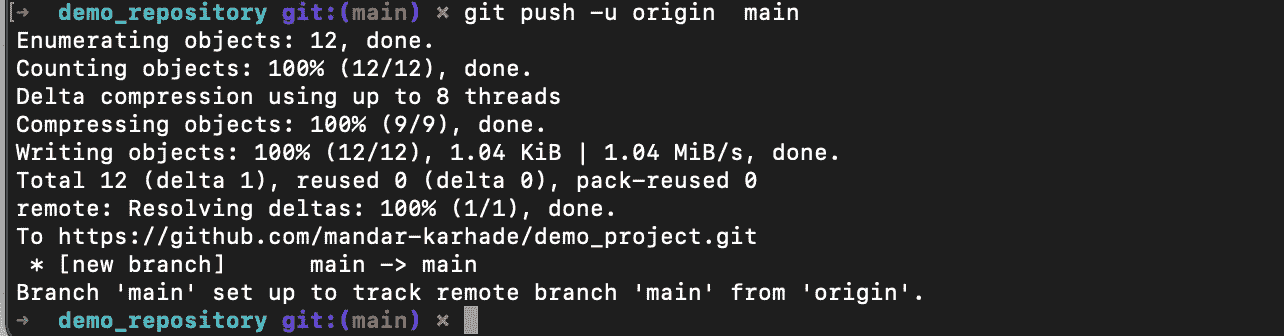 [→ demo_repository git:(main) × git push -u origin  main
Enumerating objects: 12, done.
Counting objects: 100% (12/12), done.
Delta compression using up to 8 threads
Compressing objects: 100% (9/9), done.
Writing objects: 100% (12/12), 1.04 KiB | 1.04 MiB/s, done.
Total 12 (delta 1), reused 0 (delta 0), pack-reused 0
remote: Resolving deltas: 100% (1/1), done.
To https://github.com/mandar-karhade/demo_project.git
 * [new branch]      main -> main
Branch 'main' set up to track remote branch 'main' from 'origin'.
→ demo_repository git:(main) ×